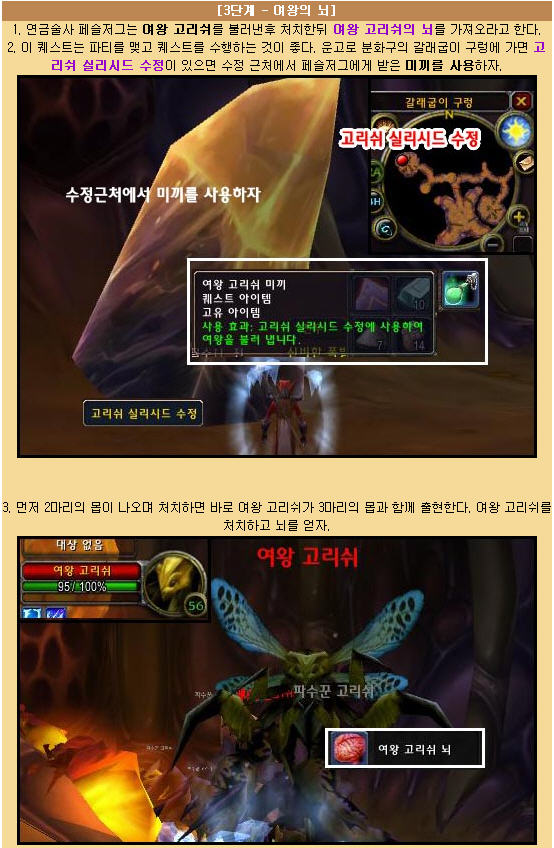 [3단계 - 여왕의 뇌]
1. 연금술사 페슬저그는 여왕 고리쉬를 불러낸후 처치한뒤 여왕 고리쉬의 뇌를 가져오라고 한다.
2. 이 퀘스트는 파티를 맺고 퀘스트를 수행하는 것이 좋다. 운고로 분화구의 갈래굽이 구렁에 가면 고
리쉬 실리시드 수정이 있으면 수정 근처에서 페슬저그에게 받은 미끼를 사용하자.
갈래굽이 구렁
N
고리쉬 실리시드 수정
수정근처에서 미끼를 사용하자
여왕 고리쉬 미끼
퀘스트 아이템
고유 아이템
사용 효과: 고리쉬 실리시드 수정에 사용하여
여왕을 불러 냅니다.
10
7
14
고리쉬 실리시드 수정
3. 먼저 2마리의 몹이 나오며 처치하면 바로 여왕 고리쉬가 3마리의 몹과 함께 출현한다. 여왕 고리쉬를
처치하고 뇌를 얻자.
대상 없음
여왕 고리쉬
95/ 100%
56
여왕 고리쉬
파수꾼
파수꾼 고리쉬
여왕 고리쉬 뇌